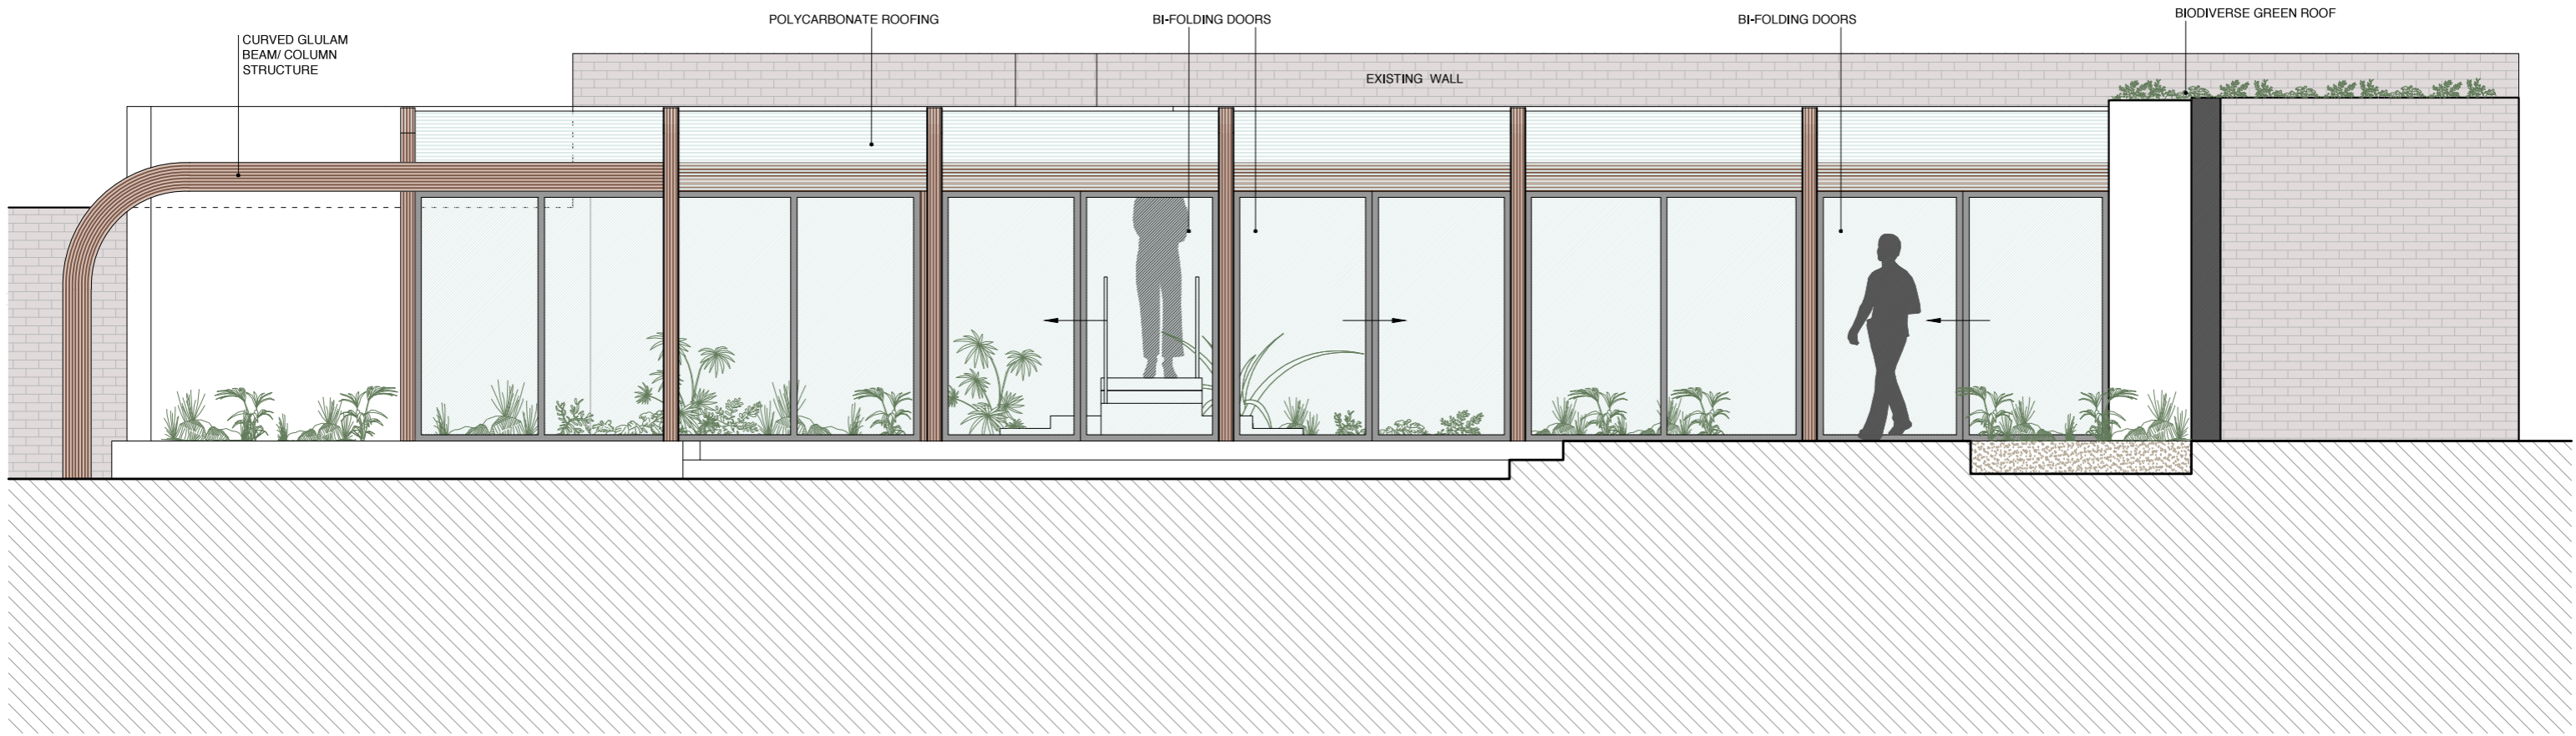 POLYCARBONATE ROOFING
BI-FOLDING DOORS
BI-FOLDING DOORS
BIODIVERSE GREEN ROOF
CURVED GLULAM
BEAM/ COLUMN
STRUCTURE
EXISTING WALL